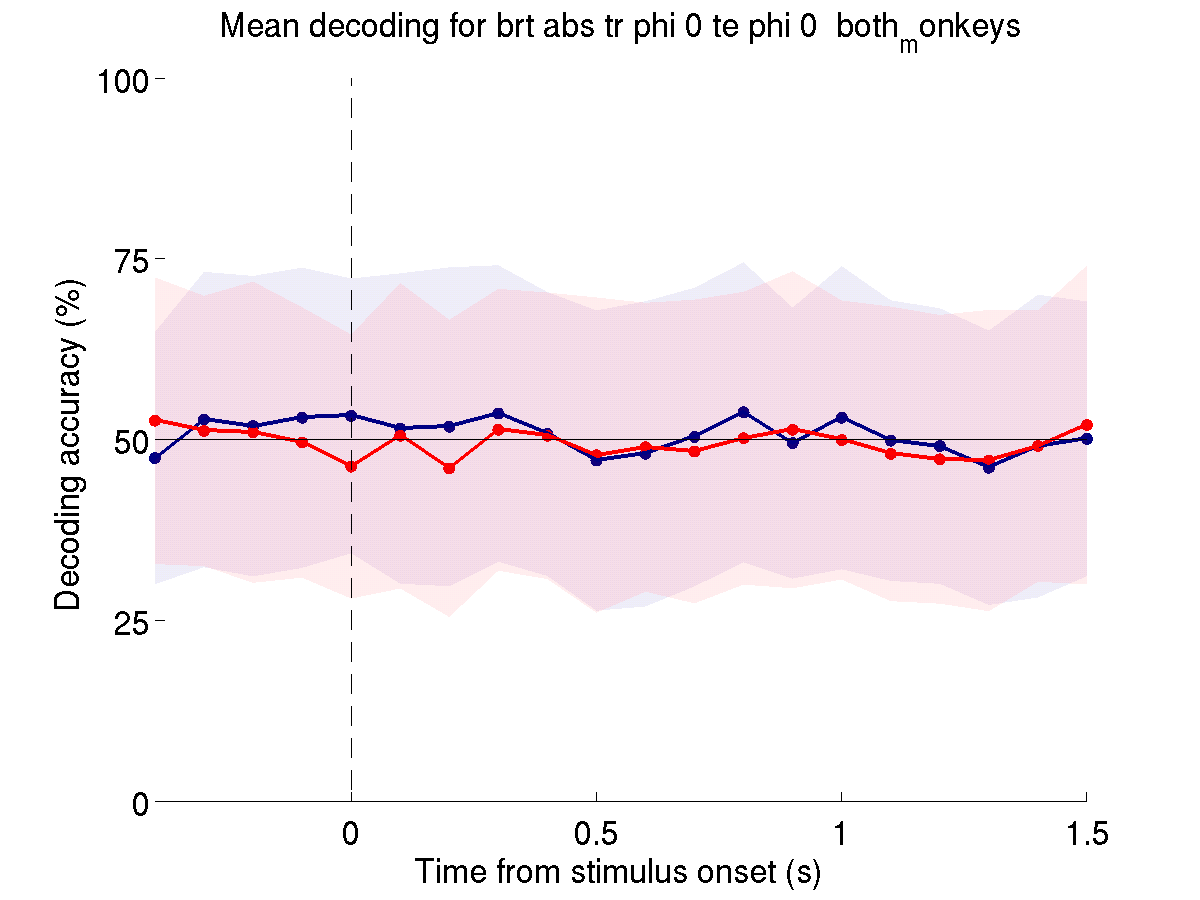 Mean decoding for brt abs tr phi 0 te phi 0  both_monkeys
100
75
50
25
0
Decoding accuracy (%)
0 0.5 1 1.5
Time from stimulus onset (s)